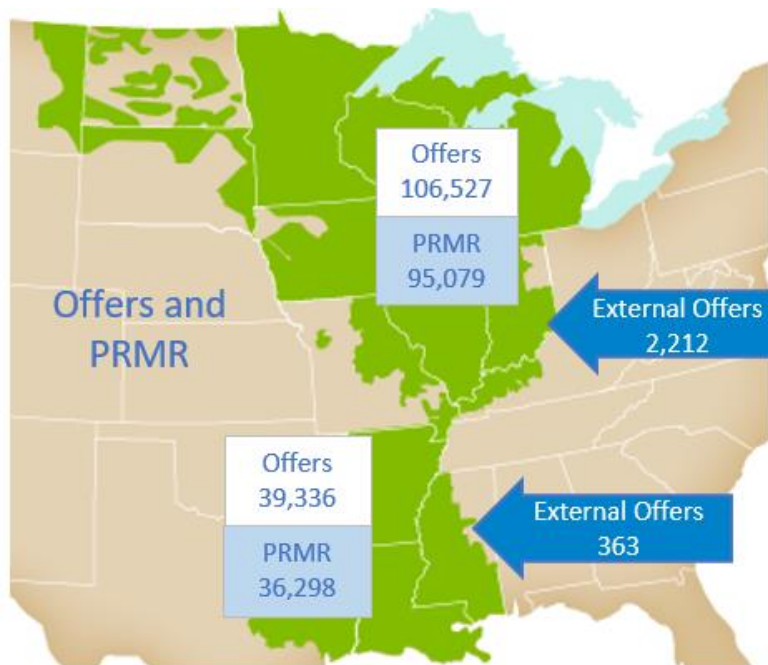 Offers
106,527
PRMR
95,079
Offers and
PRMR
External Offers
2,212
Offers
39,336
PRMR
36,298
External Offers
363